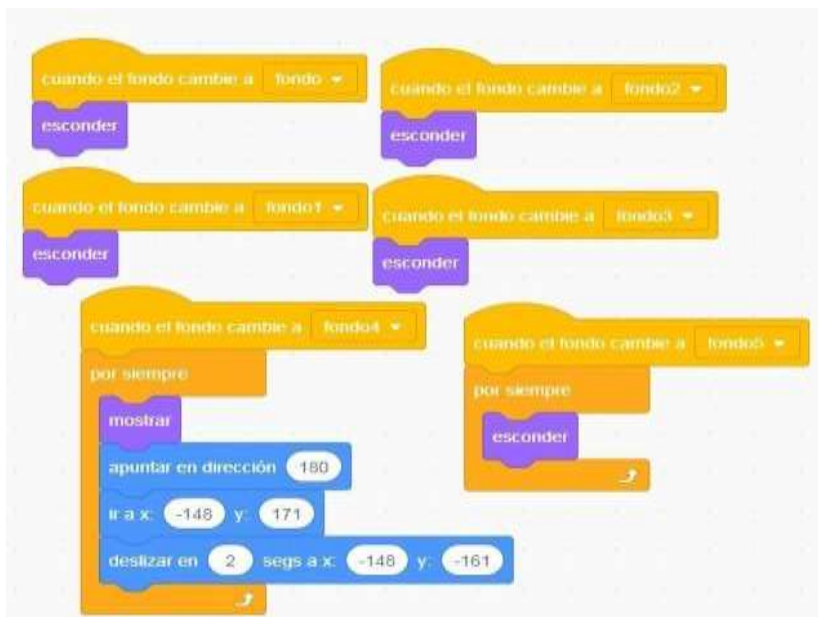 cuando el fondo cambie a fondo
esconder
cuando el fondo cambie a fondo2
esconder
cuando el fondo cambie a fondo1
esconder
cuando el fondo cambie a fondo3
esconder
cuando el fondo cambie a fondo4
por siempre
mostrar
apuntar en dirección 180
ir a x: -148 y: 171
deslizar en 2 segs a x: -148 y: -161
cuando el fondo cambie a fondo5
por siempre
esconder